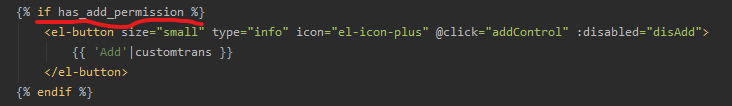 {% if has_add_permission %}
<el-button size="small" type="info" icon="el-icon-plus" @click="addControl" :disabled="disAdd">
{{ 'Add'|customtrans }}
</el-button>
{% endif %}